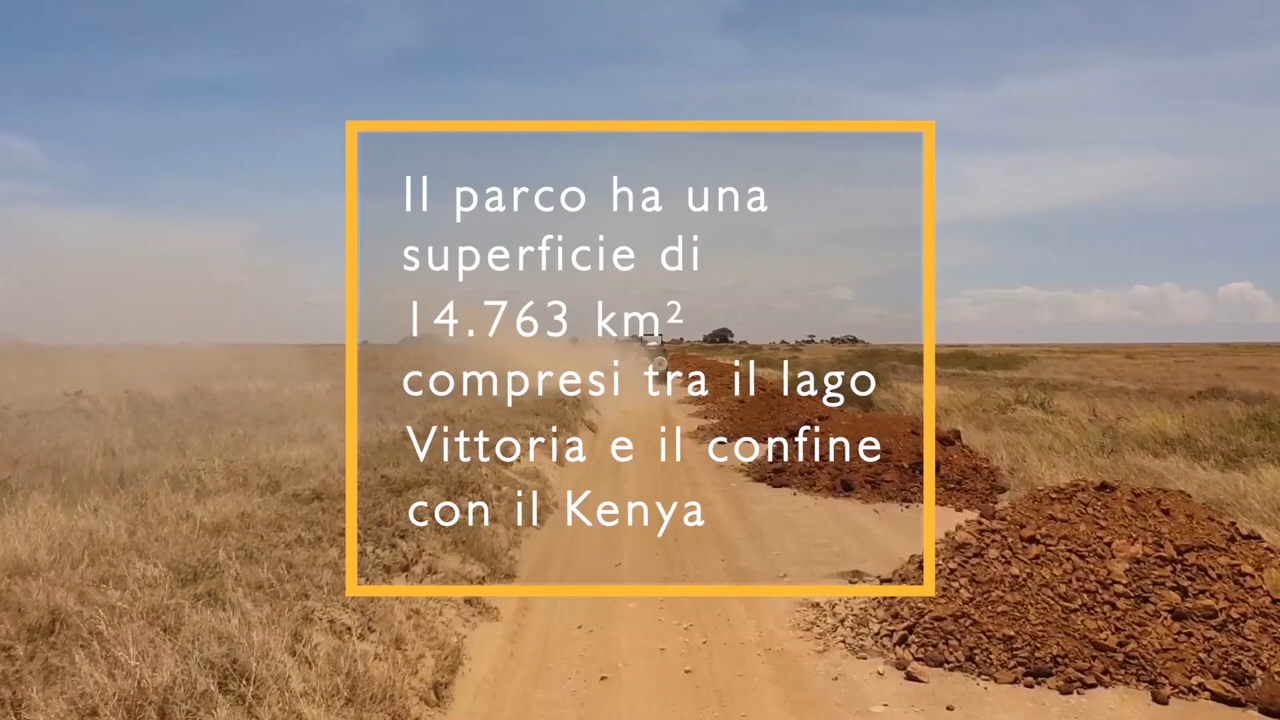 Il parco ha una
superficie di
14.763 km²
compresi tra il lago
Vittoria e il confine
con il Kenya